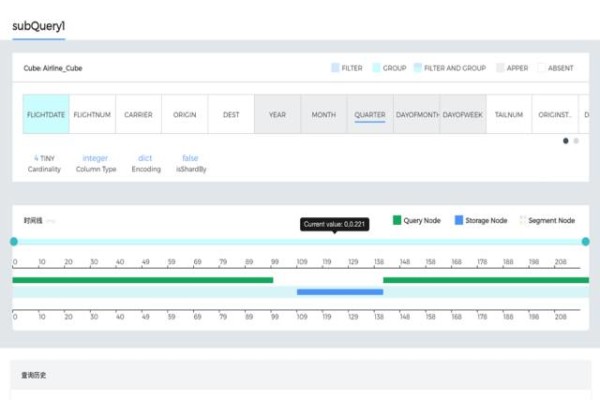 subQuery1
Cube: Airline_Cube
FILTER GROUP FILTER AND GROUP APPER ABSENT
FLIGHTDATE FLIGHTNUM CARRIER ORIGIN DEST YEAR MONTH QUARTER DAYOFMONTH DAYOFWEEK TAILNUM ORIGINST.. D
4 TINY integer dict false
Cardinality Column Type Encoding isShardBy
时间线
Current value: 0,0.221
Query Node Storage Node Segment Node
0 10 20 30 39 49 59 69 79 89 99 109 119 129 138 148 158 168 178 188 198 208
0 10 20 30 39 49 59 69 79 89 99 109 119 129 138 148 158 168 178 188 198 208
查询历史